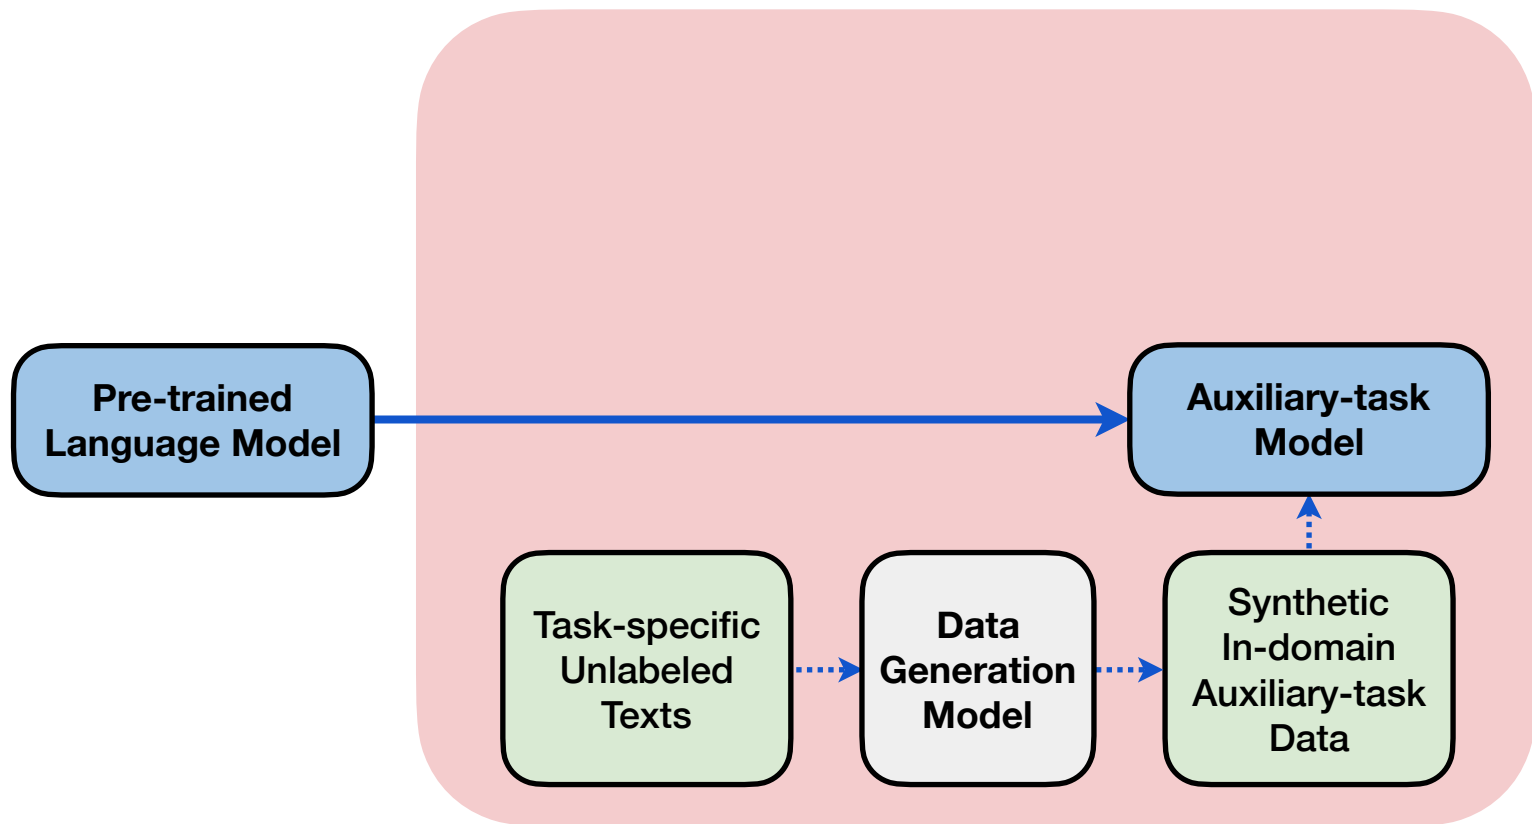 Pre-trained
Language Model
Auxiliary-task
Model
Task-specific
Unlabeled
Texts
Data
Generation
Model
Synthetic
In-domain
Auxiliary-task
Data